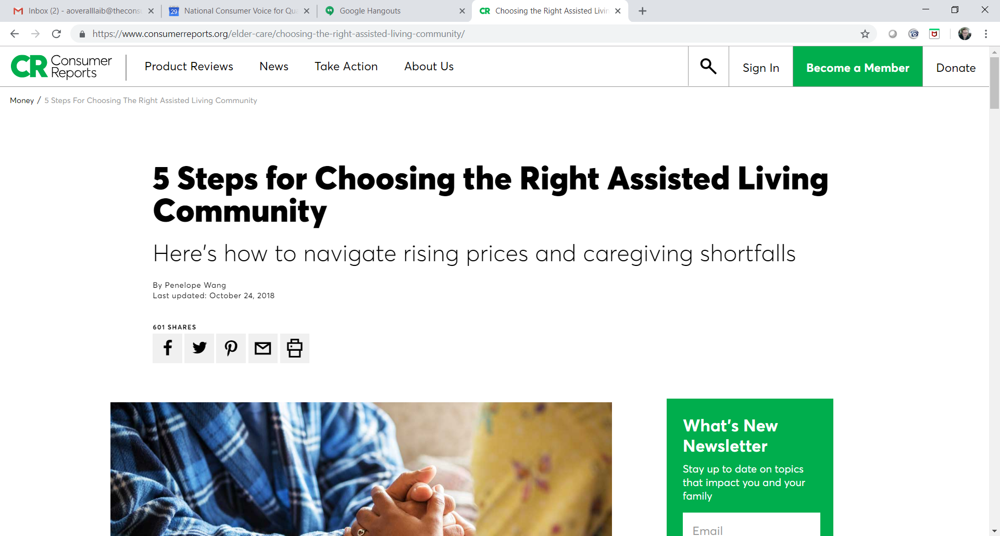 Inbox (2) - aoveralllaib@thecons
29
National Consumer Voice for Qua
Google Hangouts
CR
Choosing the Right Assisted Livin
https://www.consumerreports.org/elder-care/choosing-the-right-assisted-living-community/
CR Consumer
Reports
Product Reviews
News
Take Action
About Us
Sign In
Become a Member
Donate
Money / 5 Steps For Choosing The Right Assisted Living Community
5 Steps for Choosing the Right Assisted Living
Community
Here's how to navigate rising prices and caregiving shortfalls
By Penelope Wang
Last updated: October 24, 2018
601 SHARES
What's New
Newsletter
Stay up to date on topics
that impact you and your
family
Email